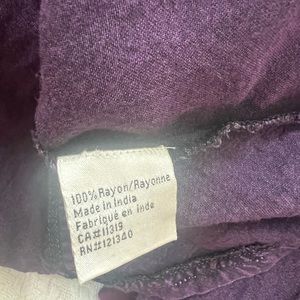 100% Rayon/Rayonne
Made in India
Fabriqué en inde
CA#11319
RN#121340